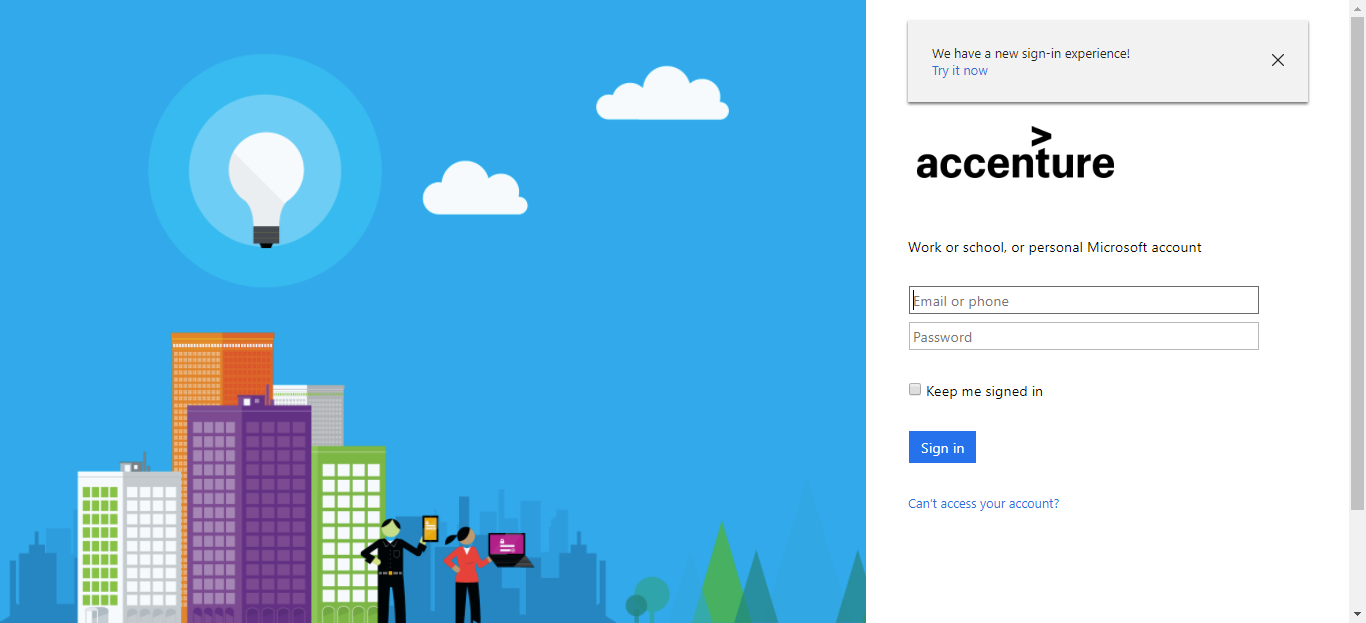 We have a new sign-in experience!
Try it now
accenture
Work or school, or personal Microsoft account
Email or phone
Password
Keep me signed in
Sign in
Can't access your account?